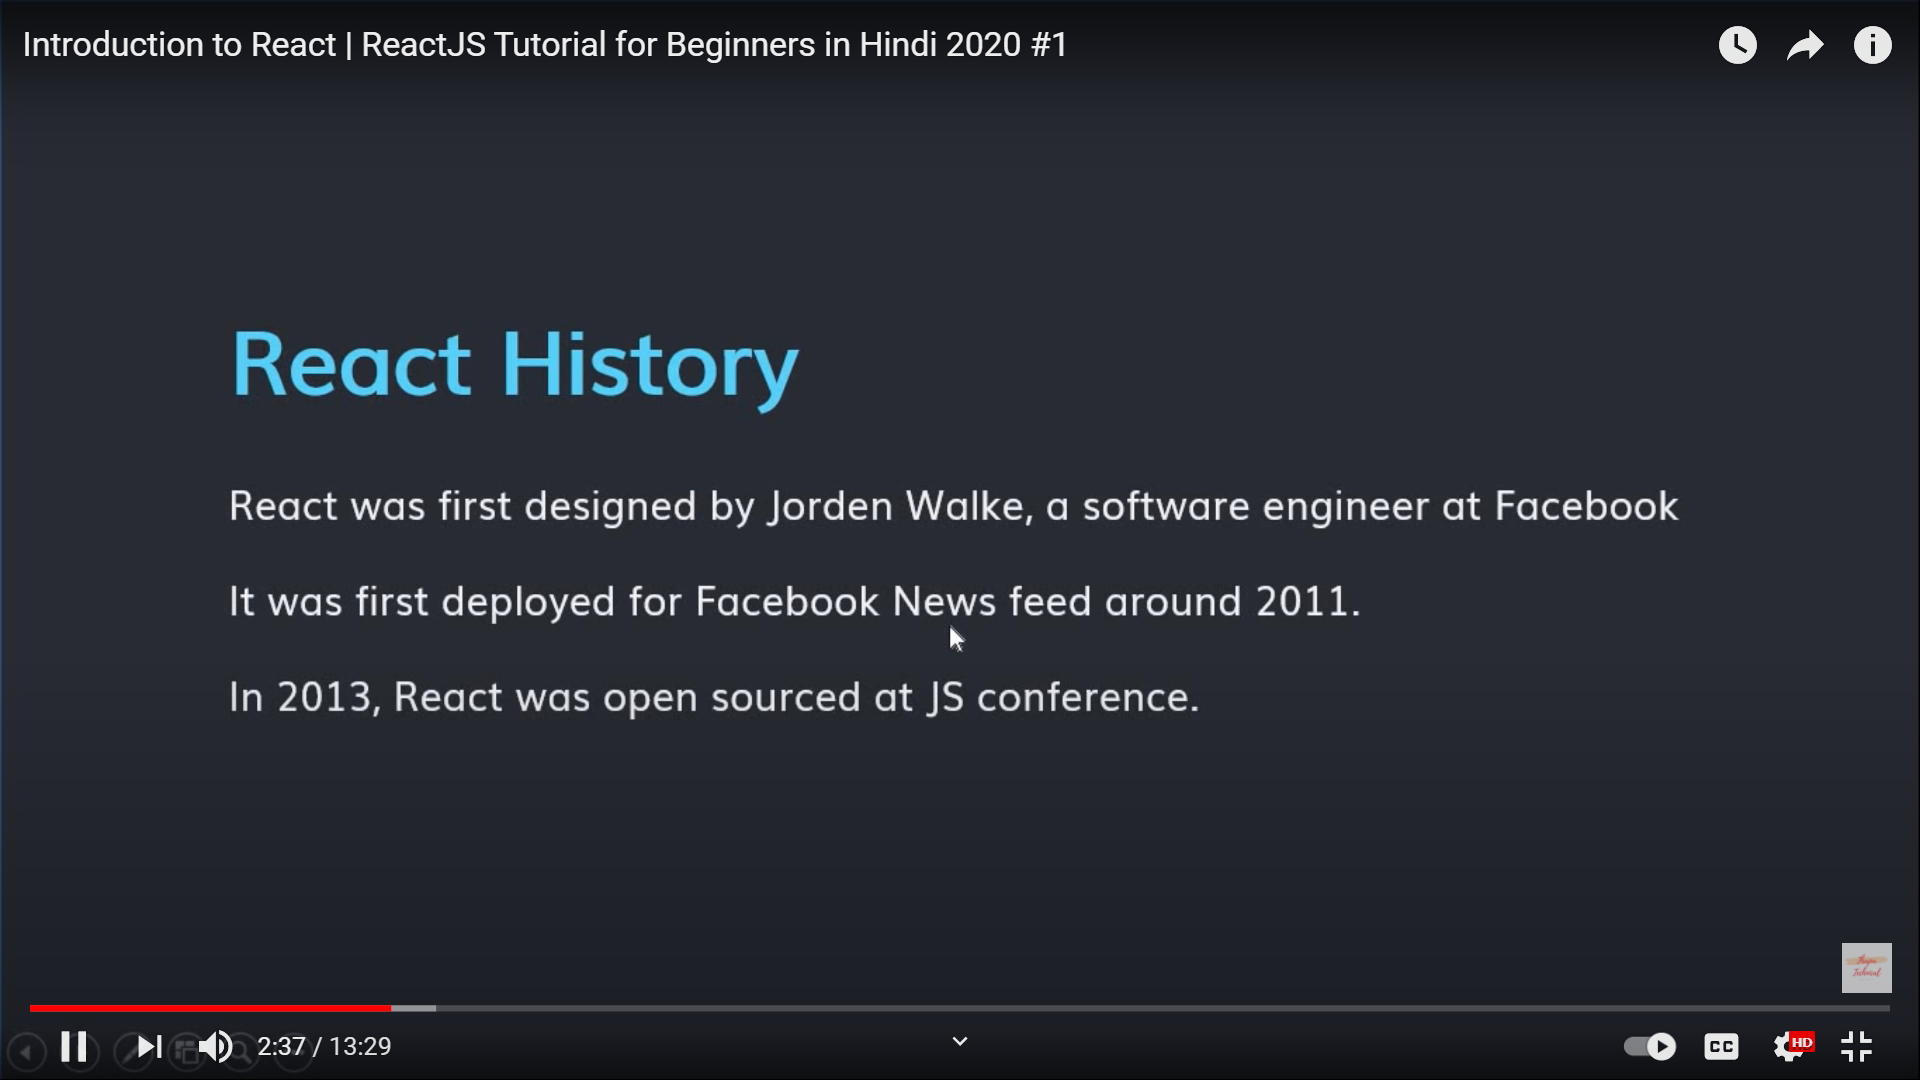 Introduction to React | ReactJS Tutorial for Beginners in Hindi 2020 #1
React History
React was first designed by Jorden Walke, a software engineer at Facebook
It was first deployed for Facebook News feed around 2011.
In 2013, React was open sourced at JS conference.
Technical
2:37 / 13:29
CC
HD